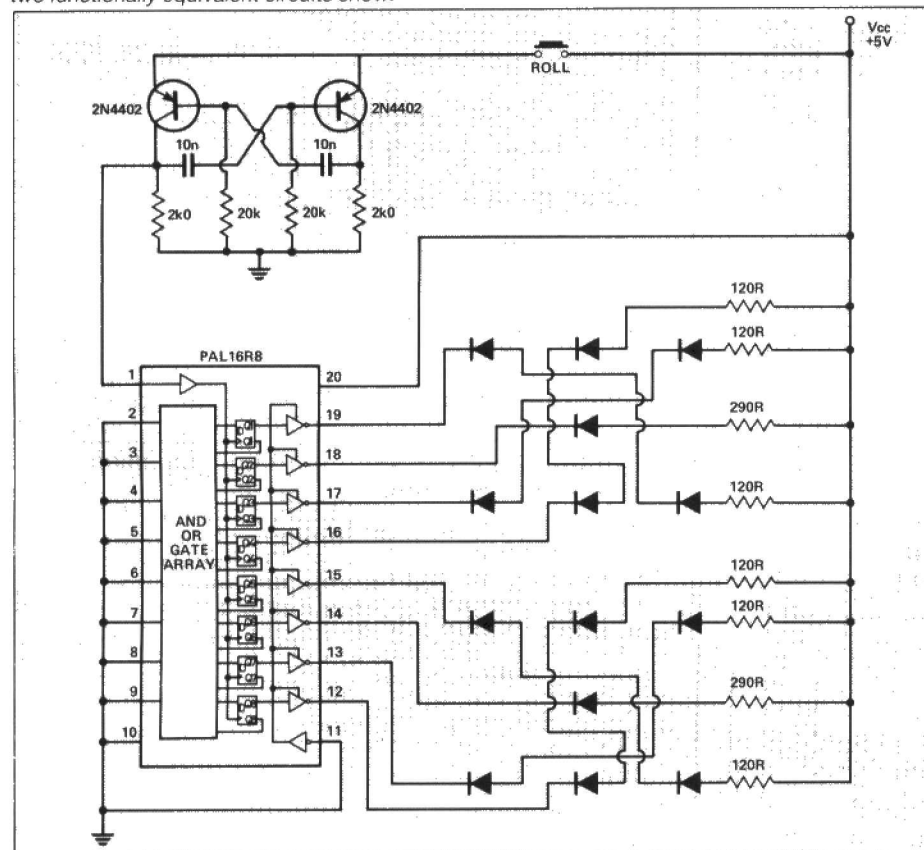 two functionally equivalent circuits show
Vcc
+5V
ROLL
2N4402
2N4402
10n
10n
2k0
20k
20k
2k0
120R
120R
PAL16R8
1
20
2
19
290R
3
18
4
17
120R
5
16
AND
OR
GATE
ARRAY
6
15
120R
7
14
120R
8
13
290R
9
12
10
11
120R